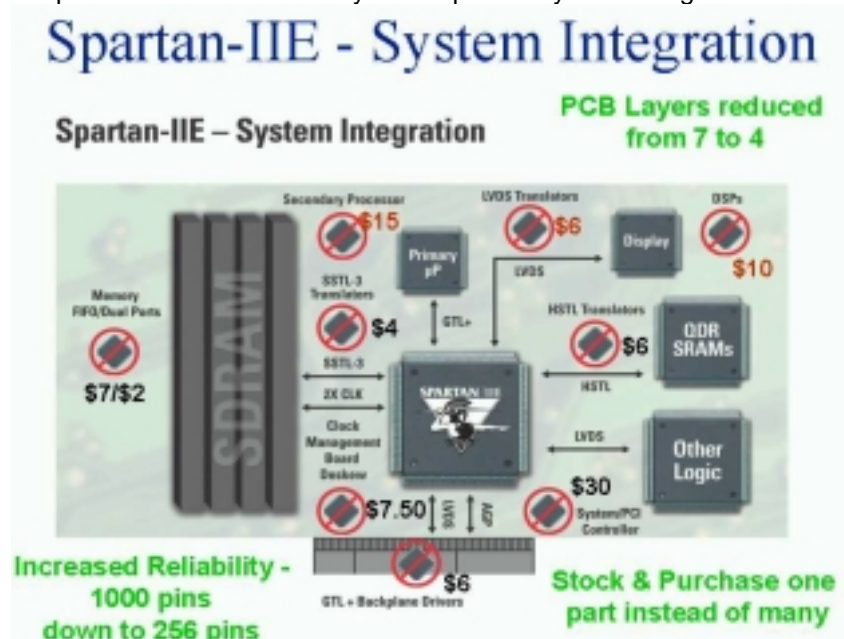 Spartan-IIE - System Integration
PCB Layers reduced
from 7 to 4
Spartan-IIE – System Integration
Secondary Processor
$15
LVDS Translators
$6
DSPs
$10
Primary
µP
Display
LVDS
SSTL-3
Translators
$4
GTL+
Memory
FIFO/Dual Ports
$7/$2
HSTL Translators
$6
QDR
SRAMs
SDRAM
SSTL-3
HSTL
2X CLK
SPARTAN IIE
Clock
Management
Board
Deskew
$7.50
LVDS
Other
Logic
LVDS
AGP
$30
System/PCI
Controller
$6
GTL + Backplane Drivers
Increased Reliability -
1000 pins
down to 256 pins
Stock & Purchase one
part instead of many